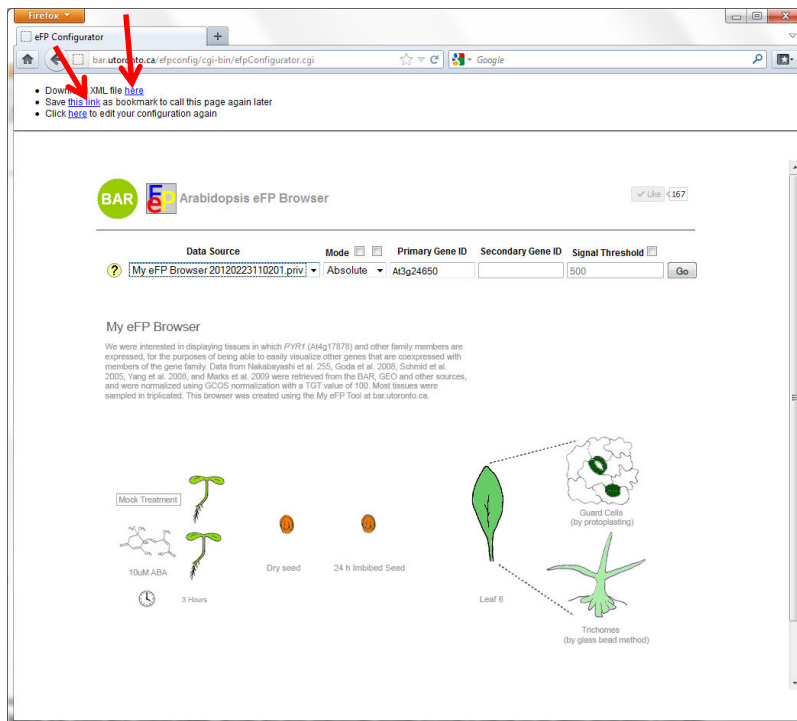 Firefox
eFP Configurator
bar.utoronto.ca/efpconfig/cgi-bin/efpConfigurator.cgi
Google
Download XML file here
Save this link as bookmark to call this page again later
Click here to edit your configuration again
BAR
eFP
Arabidopsis eFP Browser
Like
167
Data Source Mode Primary Gene ID Secondary Gene ID Signal Threshold
? My eFP Browser 20120223110201.priv Absolute At3g24650 500 Go
My eFP Browser
We were interested in displaying tissues in which PYR1 (At4g17878) and other family members are
expressed, for the purposes of being able to easily visualize other genes that are coexpressed with
members of the gene family. Data from Nakabayashi et al. 255, Goda et al. 2008, Schmid et al.
2005, Yang et al. 2008, and Marks et al. 2009 were retrieved from the BAR, GEO and other sources,
and were normalized using GCOS normalization with a TGT value of 100. Most tissues were
sampled in triplicated. This browser was created using the My eFP Tool at bar.utoronto.ca.
Mock Treatment
10uM ABA
3 Hours
Dry seed
24 h Imbibed Seed
Leaf 6
Guard Cells
(by protoplasting)
Trichomes
(by glass bead method)